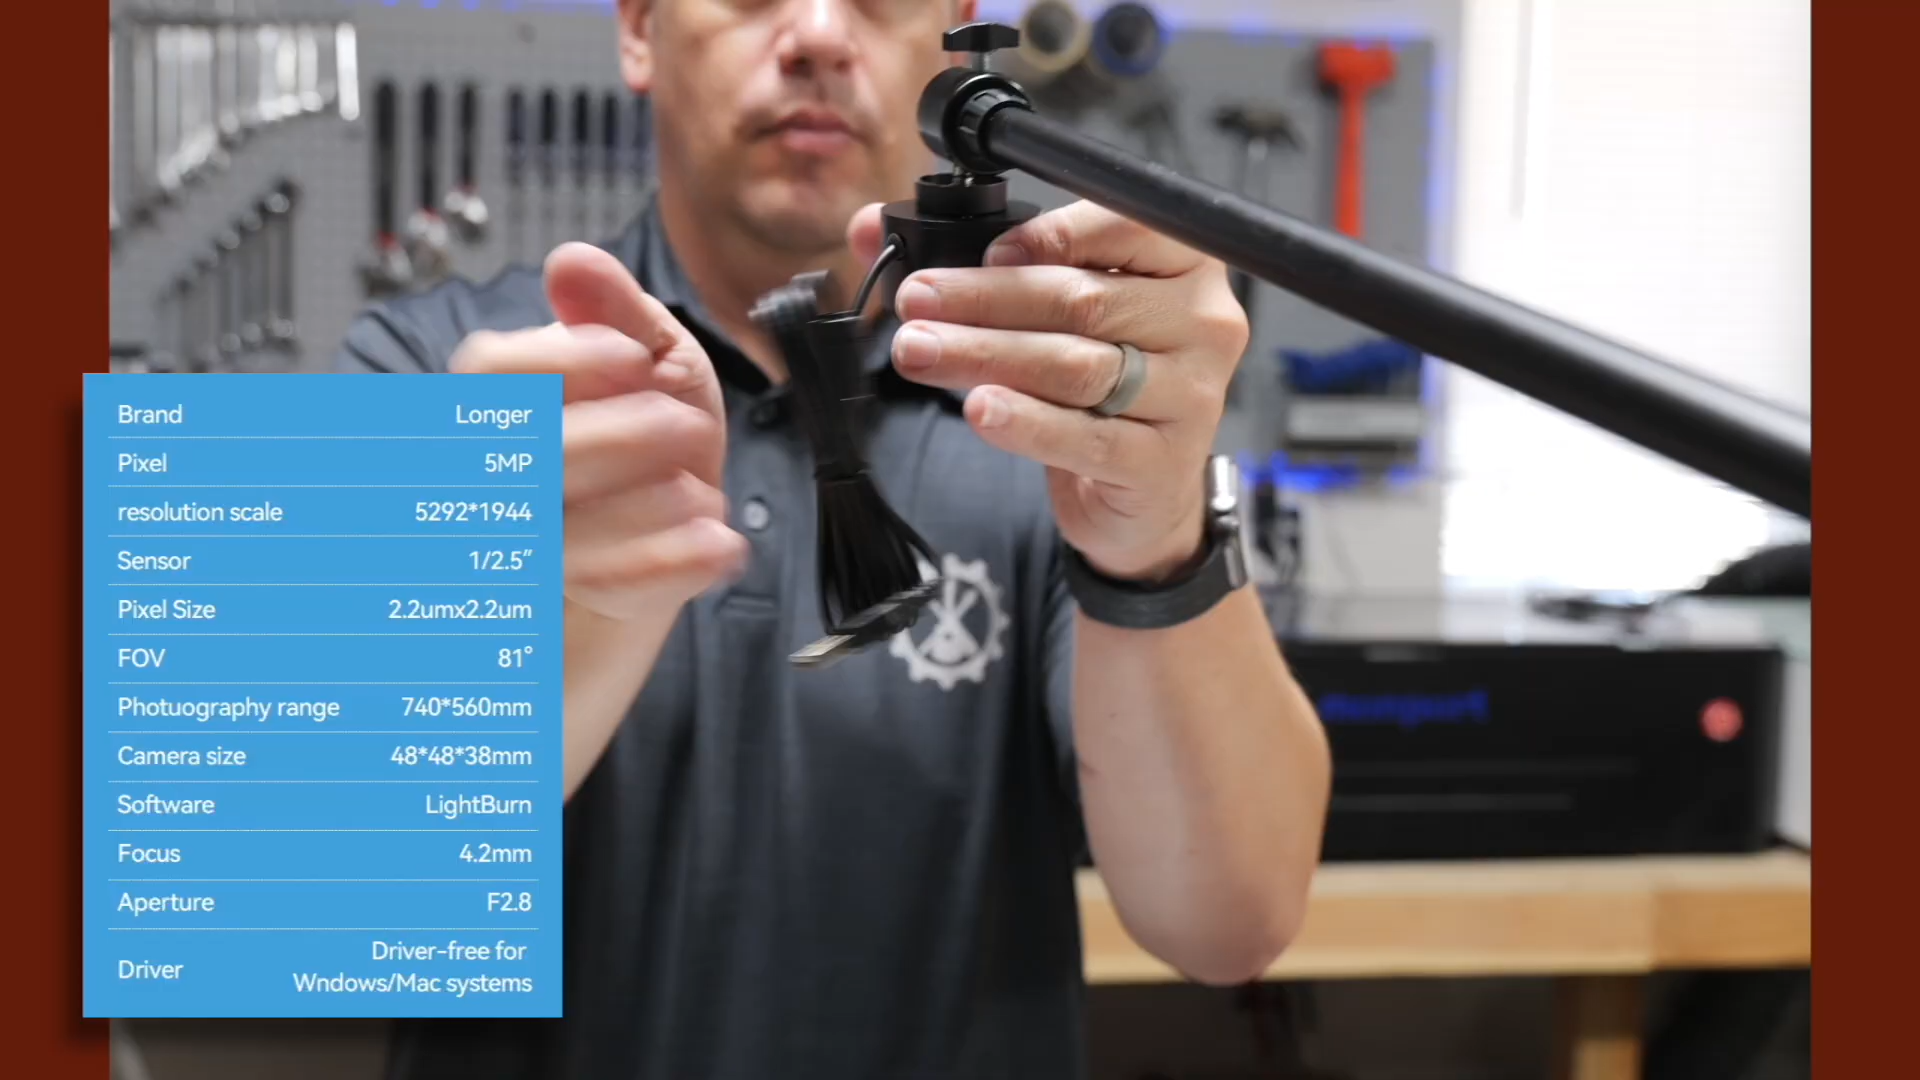 Brand Longer
Pixel 5MP
resolution scale 5292*1944
Sensor 1/2.5"
Pixel Size 2.2umx2.2um
FOV 81°
Photuography range 740*560mm
Camera size 48*48*38mm
Software LightBurn
Focus 4.2mm
Aperture F2.8
Driver Driver-free for
Wndows/Mac systems